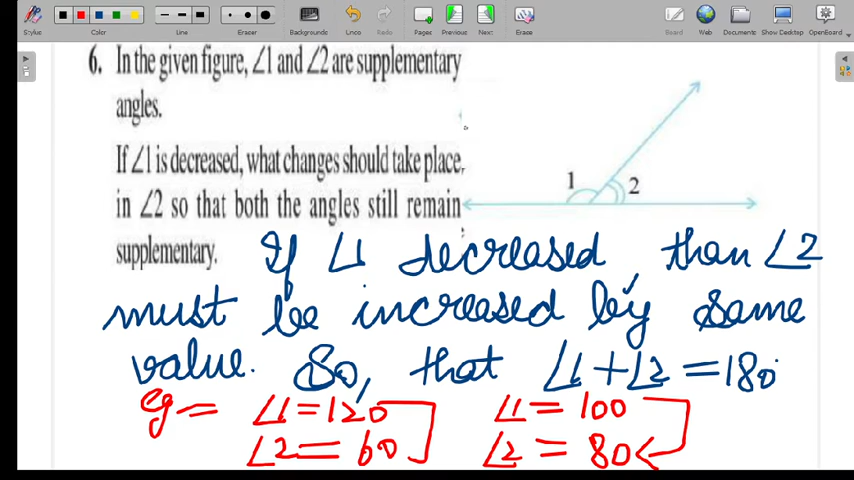 Stylus Color Line Eraser Backgrounds Undo Redo Pages Previous Next Erase Board Web Documents Show Desktop OpenBoard
6. In the given figure, ∠1 and ∠2 are supplementary
angles.
If ∠1 is decreased, what changes should take place
in ∠2 so that both the angles still remain
supplementary.
1 2
If ∠1 decreased, than ∠2
must be increased by same
value. So, that ∠1+∠2=180
eg= ∠1=120 ∠1=100
∠2=60 ∠2=80